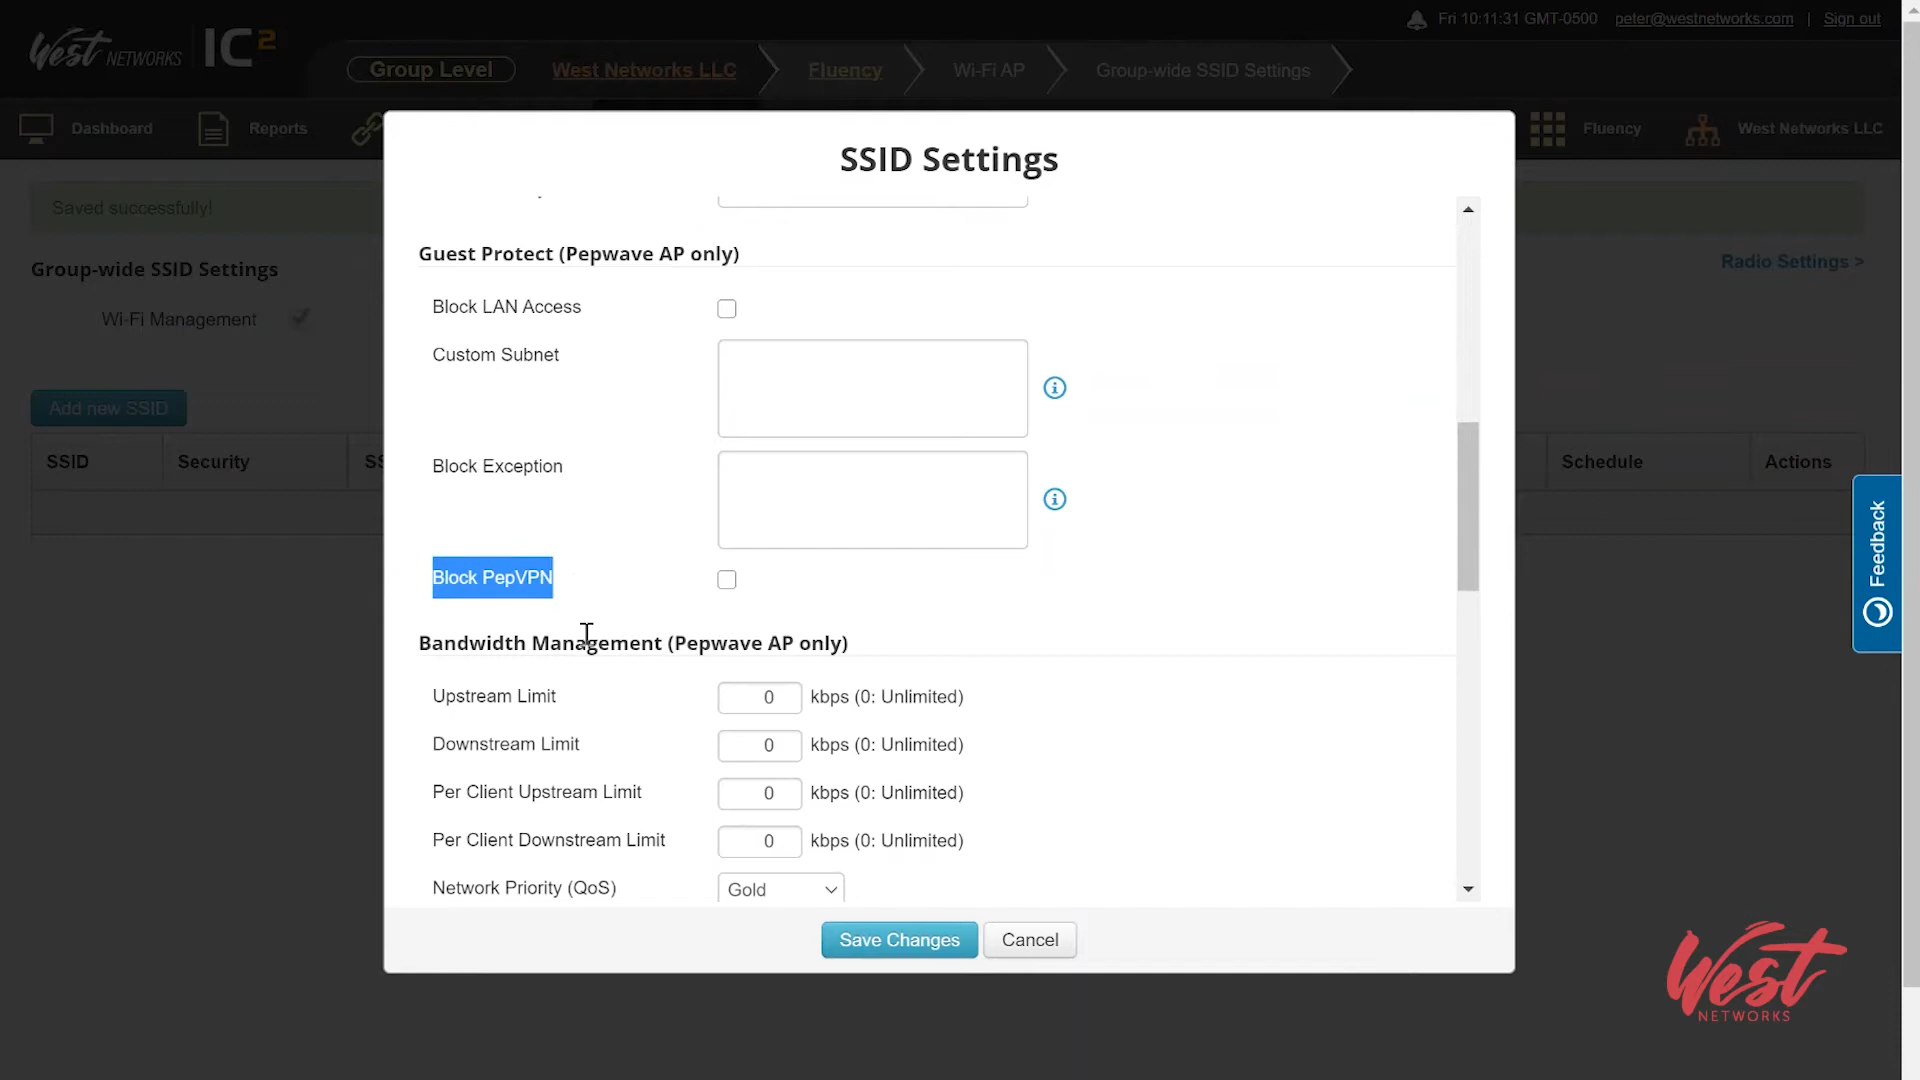 West NETWORKS IC2
Fri 10:11:31 GMT-0500 peter@westnetworks.com | Sign out
Group Level West Networks LLC Fluency Wi-Fi AP Group-wide SSID Settings
Dashboard Reports Fluency West Networks LLC
SSID Settings
Saved successfully!
Group-wide SSID Settings
Radio Settings >
Wi-Fi Management
Add new SSID
SSID Security SS Schedule Actions
Guest Protect (Pepwave AP only)
Block LAN Access
Custom Subnet
Block Exception
Block PepVPN
Bandwidth Management (Pepwave AP only)
Upstream Limit 0 kbps (0: Unlimited)
Downstream Limit 0 kbps (0: Unlimited)
Per Client Upstream Limit 0 kbps (0: Unlimited)
Per Client Downstream Limit 0 kbps (0: Unlimited)
Network Priority (QoS) Gold
Save Changes Cancel
Feedback
West
NETWORKS